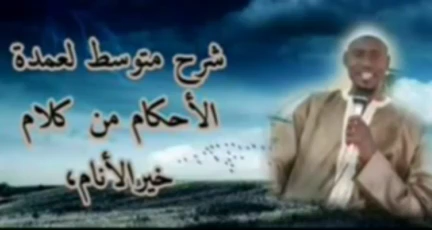 شرح متوسط لعمدة
الأحكام من كلام
خير الأنام،